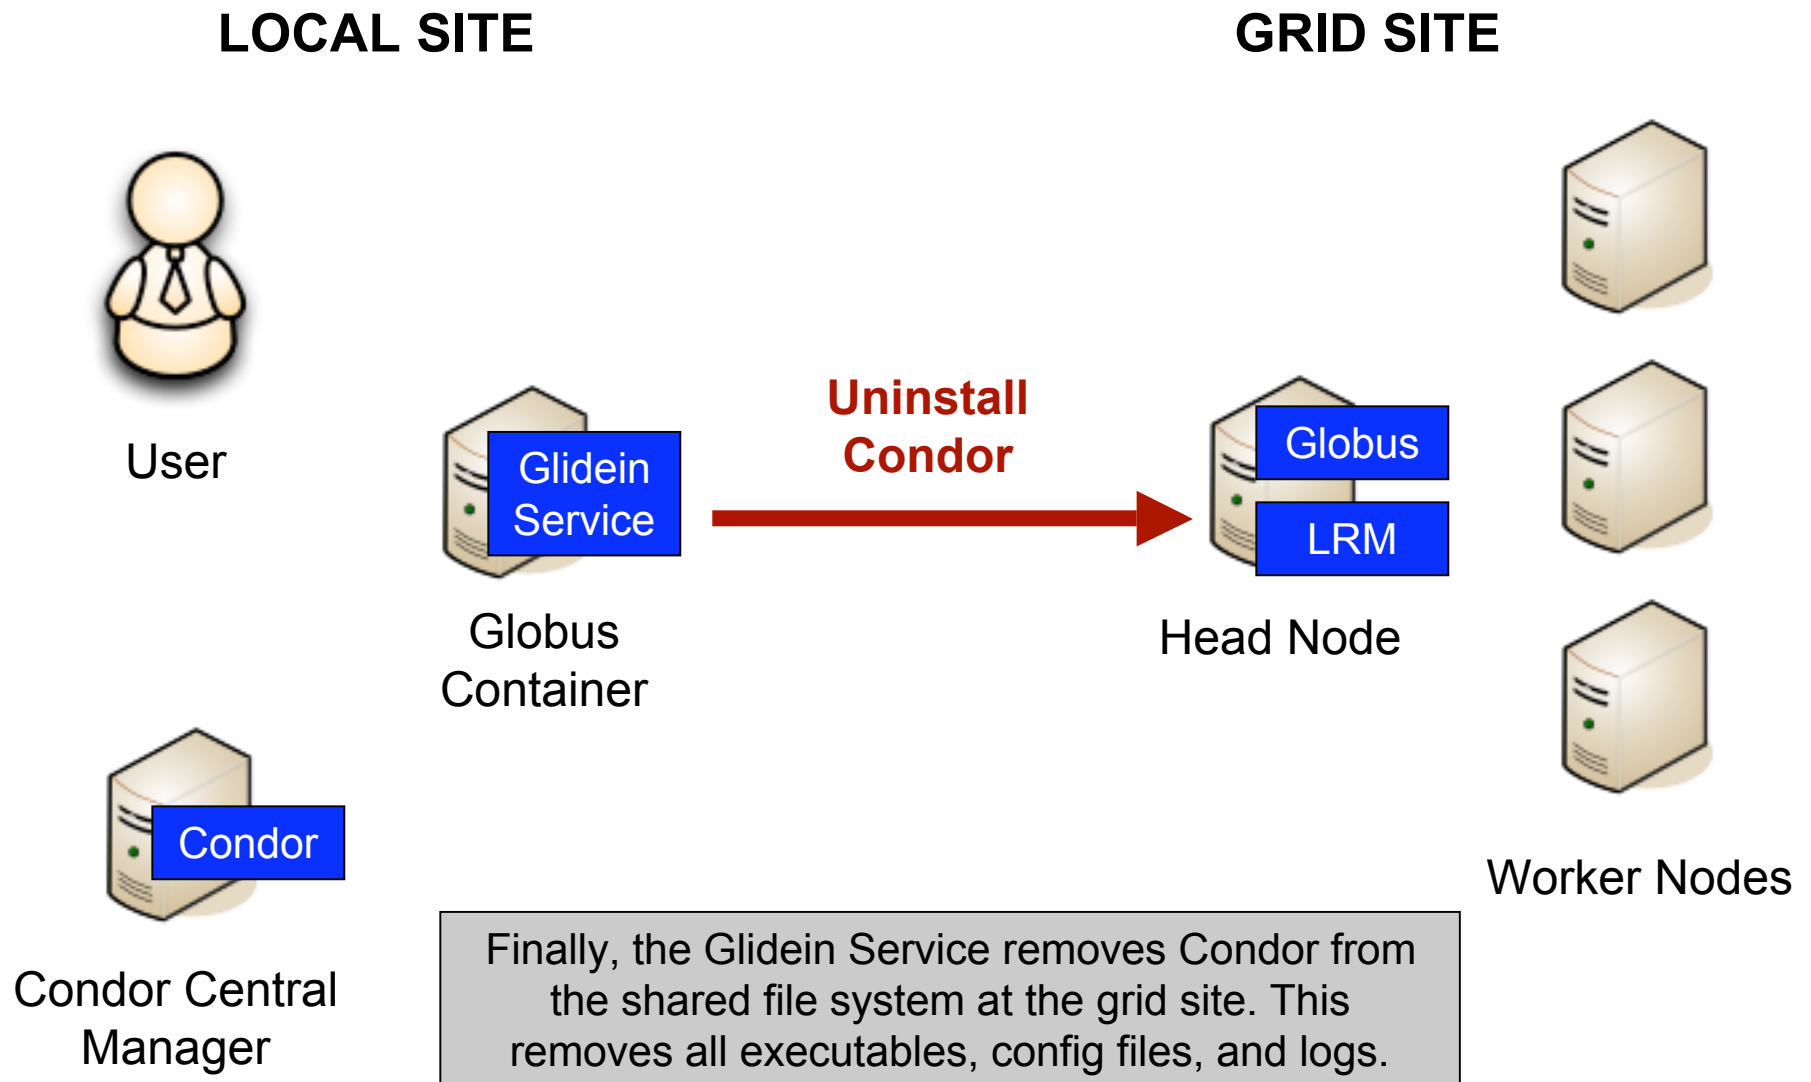 LOCAL SITE
GRID SITE
User
Glidein
Service
Globus
Container
Uninstall
Condor
Globus
LRM
Head Node
Worker Nodes
Condor
Condor Central
Manager
Finally, the Glidein Service removes Condor from
the shared file system at the grid site. This
removes all executables, config files, and logs.